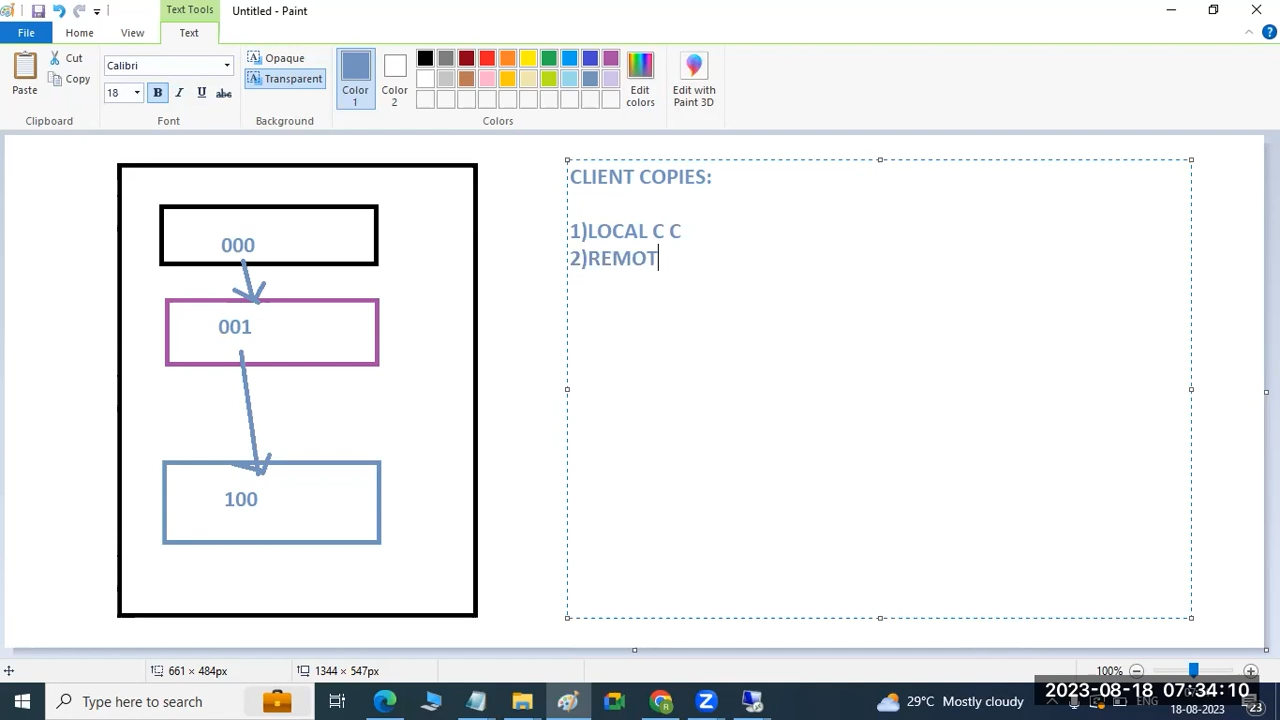 Text Tools
Untitled - Paint
File
Home
View
Text
Paste
Cut
Copy
Clipboard
Calibri
18
B
I
U
abc
Font
Opaque
Transparent
Background
Color 1
Color 2
Edit colors
Colors
Edit with Paint 3D
000
001
100
CLIENT COPIES:
1)LOCAL C C
2)REMOT
661 × 484px
1344 × 547px
100%
Type here to search
29°C Mostly cloudy
ENG
2023-08-18 07:34:10
18-08-2023
23